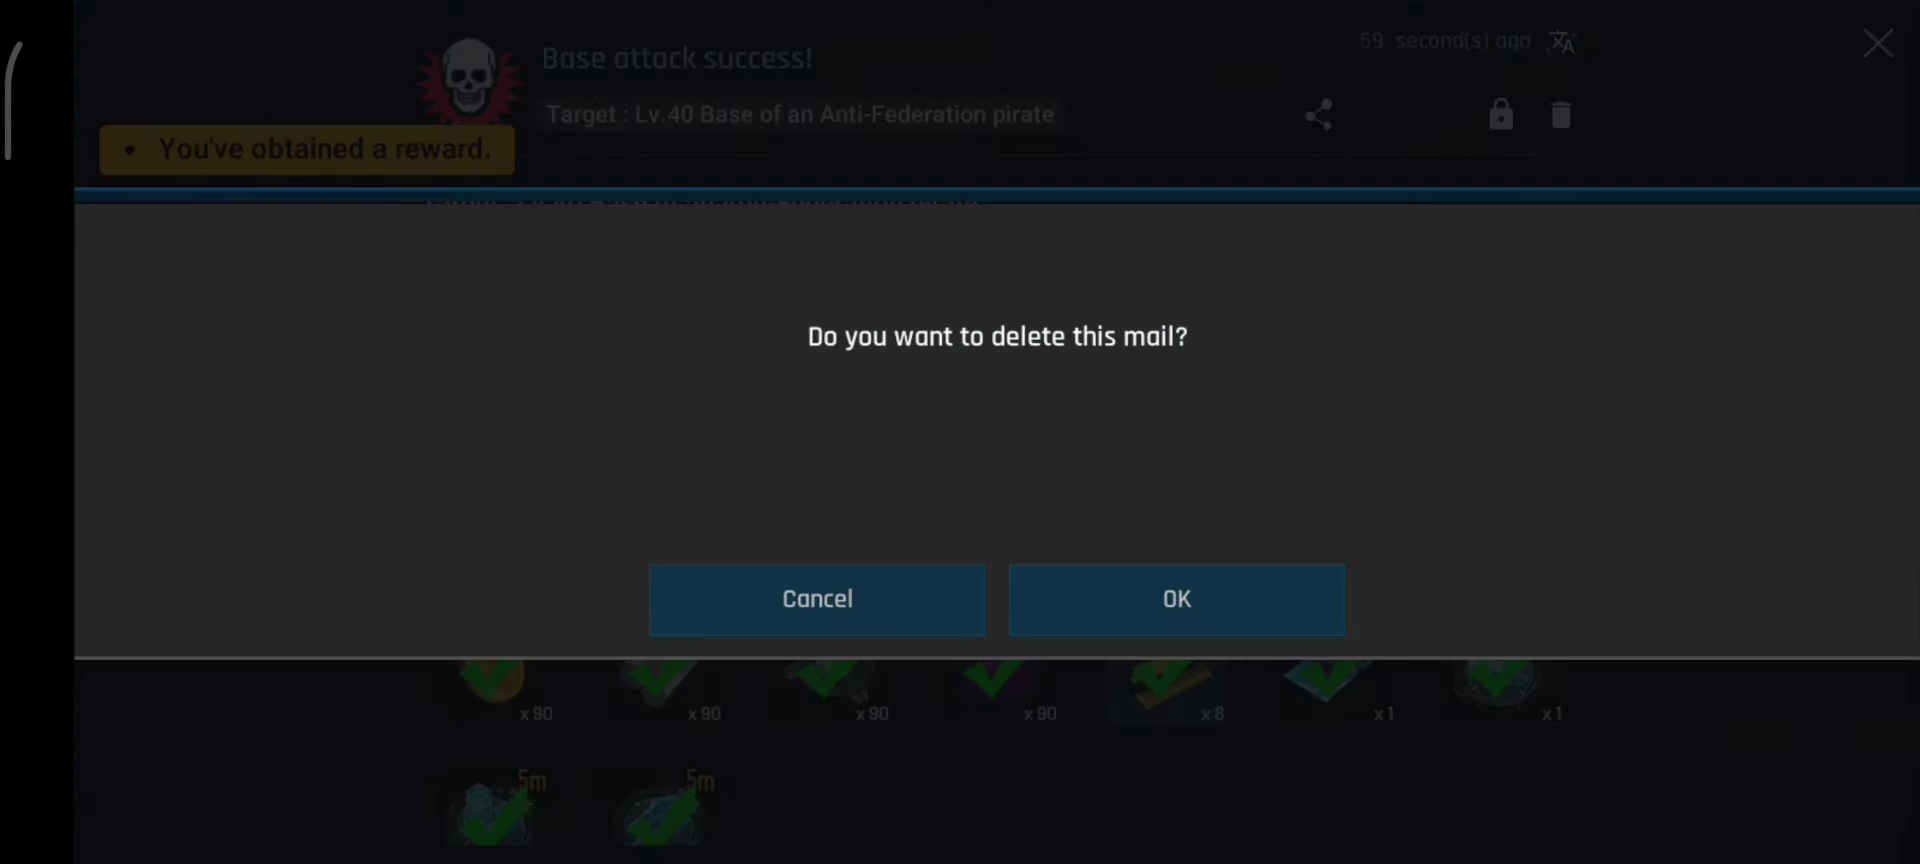 Base attack success!
59 second(s) ago
Target : Lv.40 Base of an Anti-Federation pirate
• You've obtained a reward.
Do you want to delete this mail?
Cancel
OK
x 90
x 90
x 90
x 90
x 8
x 1
x 1
5m
5m